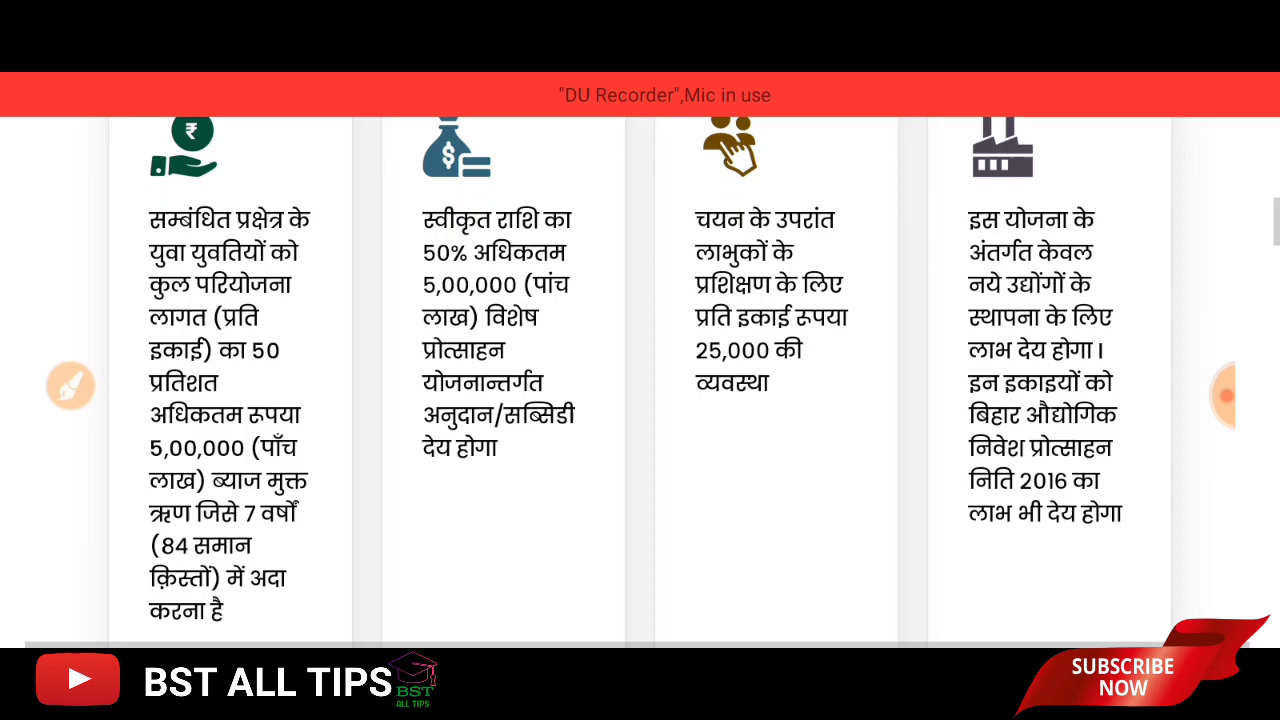 "DU Recorder",Mic in use
सम्बंधित प्रक्षेत्र के
युवा युवतियों को
कुल परियोजना
लागत (प्रति
इकाई) का 50
प्रतिशत
अधिकतम रूपया
5,00,000 (पाँच
लाख) ब्याज मुक्त
ऋण जिसे 7 वर्षों
(84 समान
क़िस्तों) में अदा
करना है
स्वीकृत राशि का
50% अधिकतम
5,00,000 (पांच
लाख) विशेष
प्रोत्साहन
योजनान्तर्गत
अनुदान/सब्सिडी
देय होगा
चयन के उपरांत
लाभुकों के
प्रशिक्षण के लिए
प्रति इकाई रूपया
25,000 की
व्यवस्था
इस योजना के
अंतर्गत केवल
नये उद्योंगों के
स्थापना के लिए
लाभ देय होगा।
इन इकाइयों को
बिहार औद्योगिक
निवेश प्रोत्साहन
निति 2016 का
लाभ भी देय होगा
BST ALL TIPS
BST
ALL TIPS
SUBSCRIBE
NOW